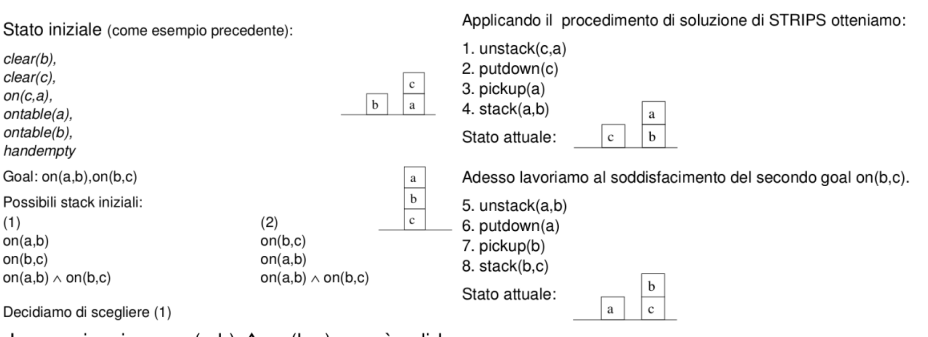 Stato iniziale (come esempio precedente):
clear(b),
clear(c),
on(c,a),
ontable(a),
ontable(b),
handempty
c
b a
Goal: on(a,b),on(b,c)
a
b
c
Possibili stack iniziali:
(1) (2)
on(a,b) on(b,c)
on(b,c) on(a,b)
on(a,b) ∧ on(b,c) on(a,b) ∧ on(b,c)
Decidiamo di scegliere (1)
Applicando il procedimento di soluzione di STRIPS otteniamo:
1. unstack(c,a)
2. putdown(c)
3. pickup(a)
4. stack(a,b)
a
Stato attuale: c b
Adesso lavoriamo al soddisfacimento del secondo goal on(b,c).
5. unstack(a,b)
6. putdown(a)
7. pickup(b)
8. stack(b,c)
b
Stato attuale: a c